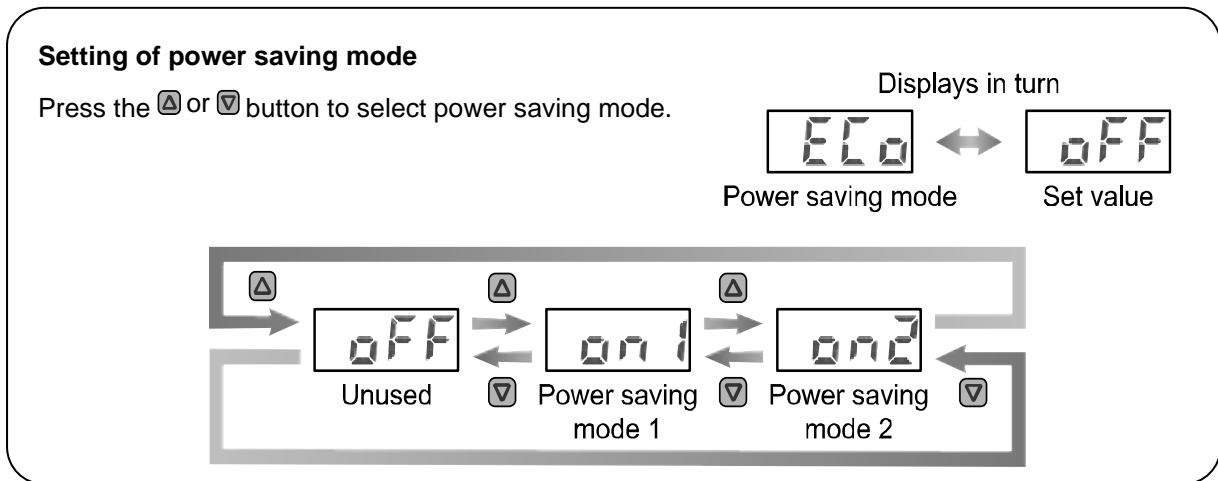 Setting of power saving mode
Press the △ or ▽ button to select power saving mode.
Displays in turn
ECo oFF
Power saving mode Set value
△ △ △
oFF on1 on2
Unused ▽ Power saving mode 1 ▽ Power saving mode 2 ▽